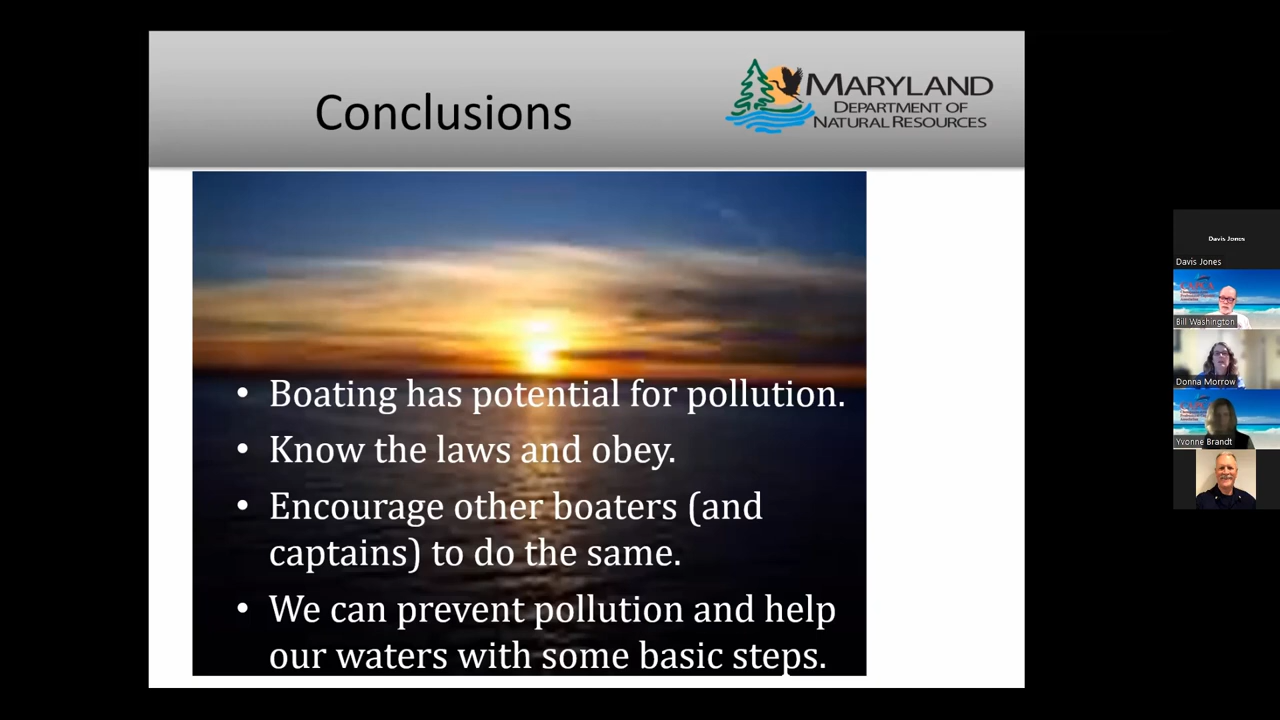 Conclusions
MARYLAND
DEPARTMENT OF
NATURAL RESOURCES
• Boating has potential for pollution.
• Know the laws and obey.
• Encourage other boaters (and
captains) to do the same.
• We can prevent pollution and help
our waters with some basic steps.
Davis Jones
Davis Jones
Bill Washington
Donna Morrow
Yvonne Brandt